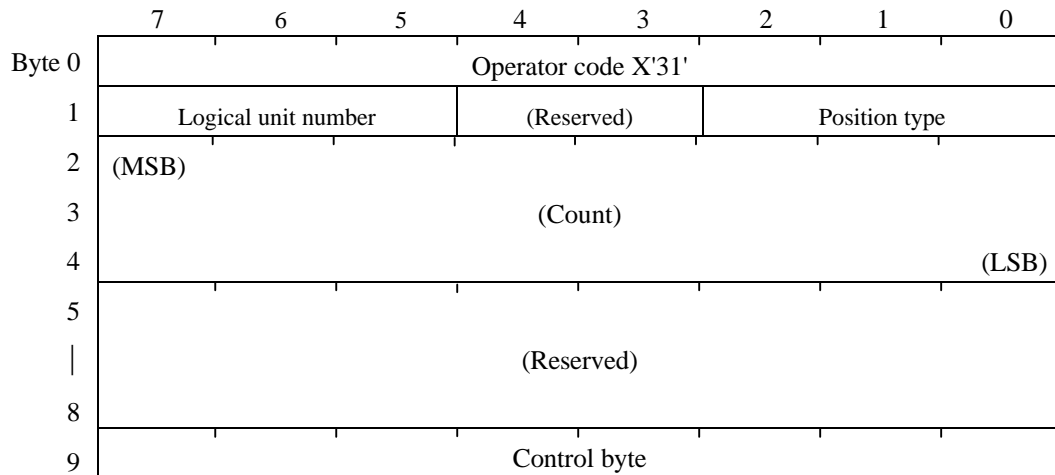 7 6 5 4 3 2 1 0
Byte 0 Operator code X'31'
1 Logical unit number (Reserved) Position type
2 (MSB)
3 (Count)
4 (LSB)
5
| (Reserved)
8
9 Control byte